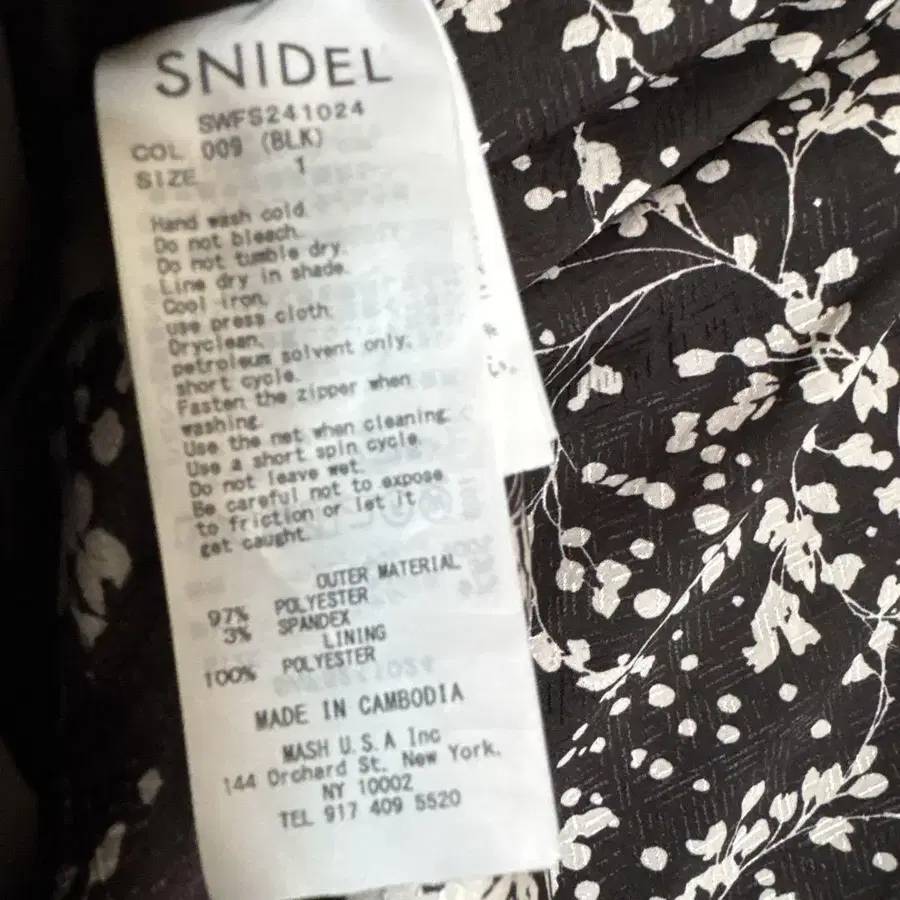 SNIDEL
SWFS241024
COL 009 (BLK)
SIZE 1
Hand wash cold.
Do not bleach.
Do not tumble dry.
Line dry in shade.
Cool iron.
use press cloth.
Dryclean.
petroleum solvent only.
short cycle.
Fasten the zipper when
washing.
Use the net when cleaning.
Use a short spin cycle.
Do not leave wet.
Be careful not to expose
to friction or let it
get caught.
OUTER MATERIAL
97% POLYESTER
3% SPANDEX
LINING
100% POLYESTER
MADE IN CAMBODIA
MASH U.S.A Inc
144 Orchard St. New York.
NY 10002
TEL 917 409 5520